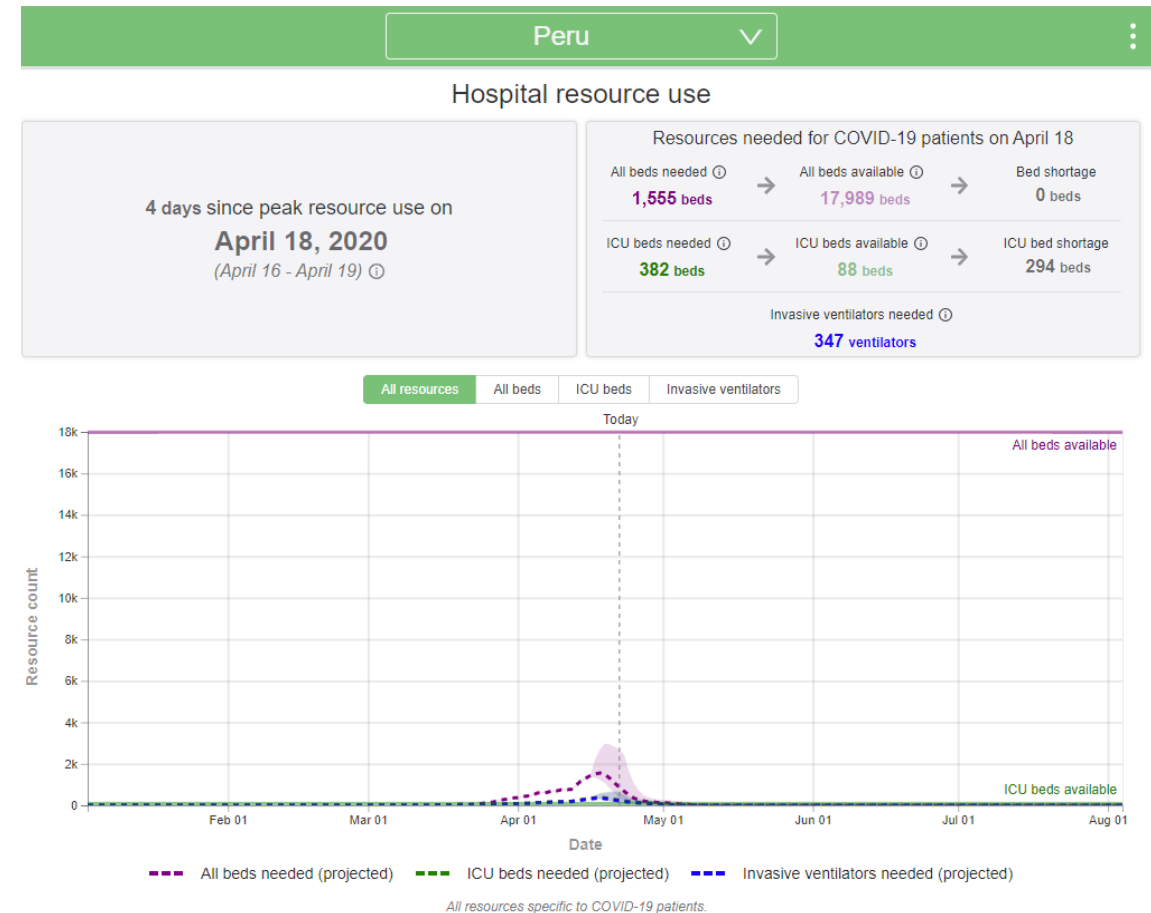 Peru
Hospital resource use
4 days since peak resource use on
April 18, 2020
(April 16 - April 19)
Resources needed for COVID-19 patients on April 18
All beds needed All beds available Bed shortage
1,555 beds 17,989 beds 0 beds
ICU beds needed ICU beds available ICU bed shortage
382 beds 88 beds 294 beds
Invasive ventilators needed
347 ventilators
All resources All beds ICU beds Invasive ventilators
Today
18k
All beds available
16k
14k
12k
10k
8k
6k
4k
2k
ICU beds available
0
Resource count
Feb 01 Mar 01 Apr 01 May 01 Jun 01 Jul 01 Aug 01
Date
All beds needed (projected) ICU beds needed (projected) Invasive ventilators needed (projected)
All resources specific to COVID-19 patients.